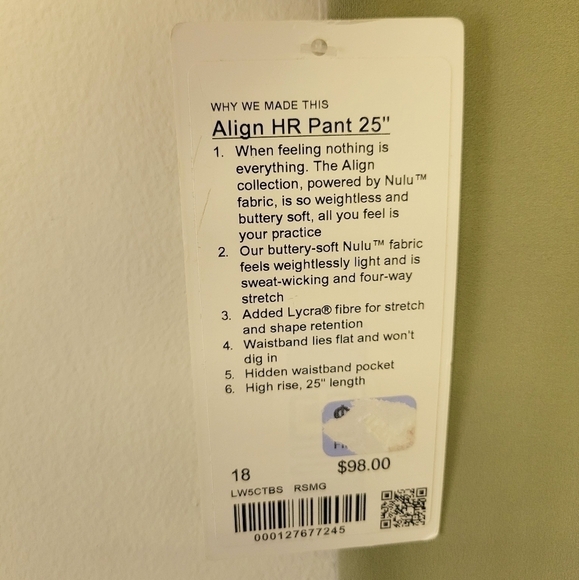 WHY WE MADE THIS
Align HR Pant 25"
1. When feeling nothing is
everything. The Align
collection, powered by Nulu™
fabric, is so weightless and
buttery soft, all you feel is
your practice
2. Our buttery-soft Nulu™ fabric
feels weightlessly light and is
sweat-wicking and four-way
stretch
3. Added Lycra® fibre for stretch
and shape retention
4. Waistband lies flat and won't
dig in
5. Hidden waistband pocket
6. High rise, 25" length
18
$98.00
LW5CTBS RSMG
000127677245